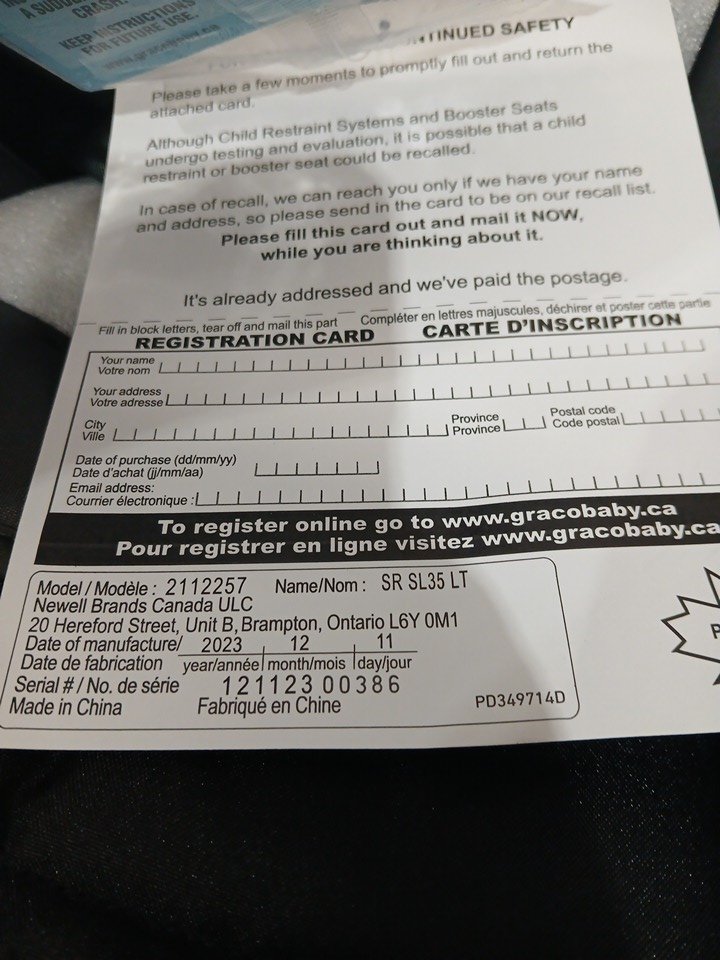 A SUDDEN
CRASH.
KEEP INSTRUCTIONS
FOR FUTURE USE.
www.gracobaby.ca
CONTINUED SAFETY
Please take a few moments to promptly fill out and return the
attached card.
Although Child Restraint Systems and Booster Seats
undergo testing and evaluation, it is possible that a child
restraint or booster seat could be recalled.
In case of recall, we can reach you only if we have your name
and address, so please send in the card to be on our recall list.
Please fill this card out and mail it NOW,
while you are thinking about it.
It's already addressed and we've paid the postage.
Fill in block letters, tear off and mail this part Compléter en lettres majuscules, déchirer et poster cette partie
REGISTRATION CARD CARTE D'INSCRIPTION
Your name
Votre nom
Your address
Votre adresse
City
Ville
Province
Province
Postal code
Code postal
Date of purchase (dd/mm/yy)
Date d'achat (jj/mm/aa)
Email address:
Courrier électronique :
To register online go to www.gracobaby.ca
Pour registrer en ligne visitez www.gracobaby.ca
Model / Modèle : 2112257 Name/Nom : SR SL35 LT
Newell Brands Canada ULC
20 Hereford Street, Unit B, Brampton, Ontario L6Y 0M1
Date of manufacture/ 2023 12 11
Date de fabrication year/année month/mois day/jour
Serial # / No. de série 121123 00386
Made in China Fabriqué en Chine PD349714D